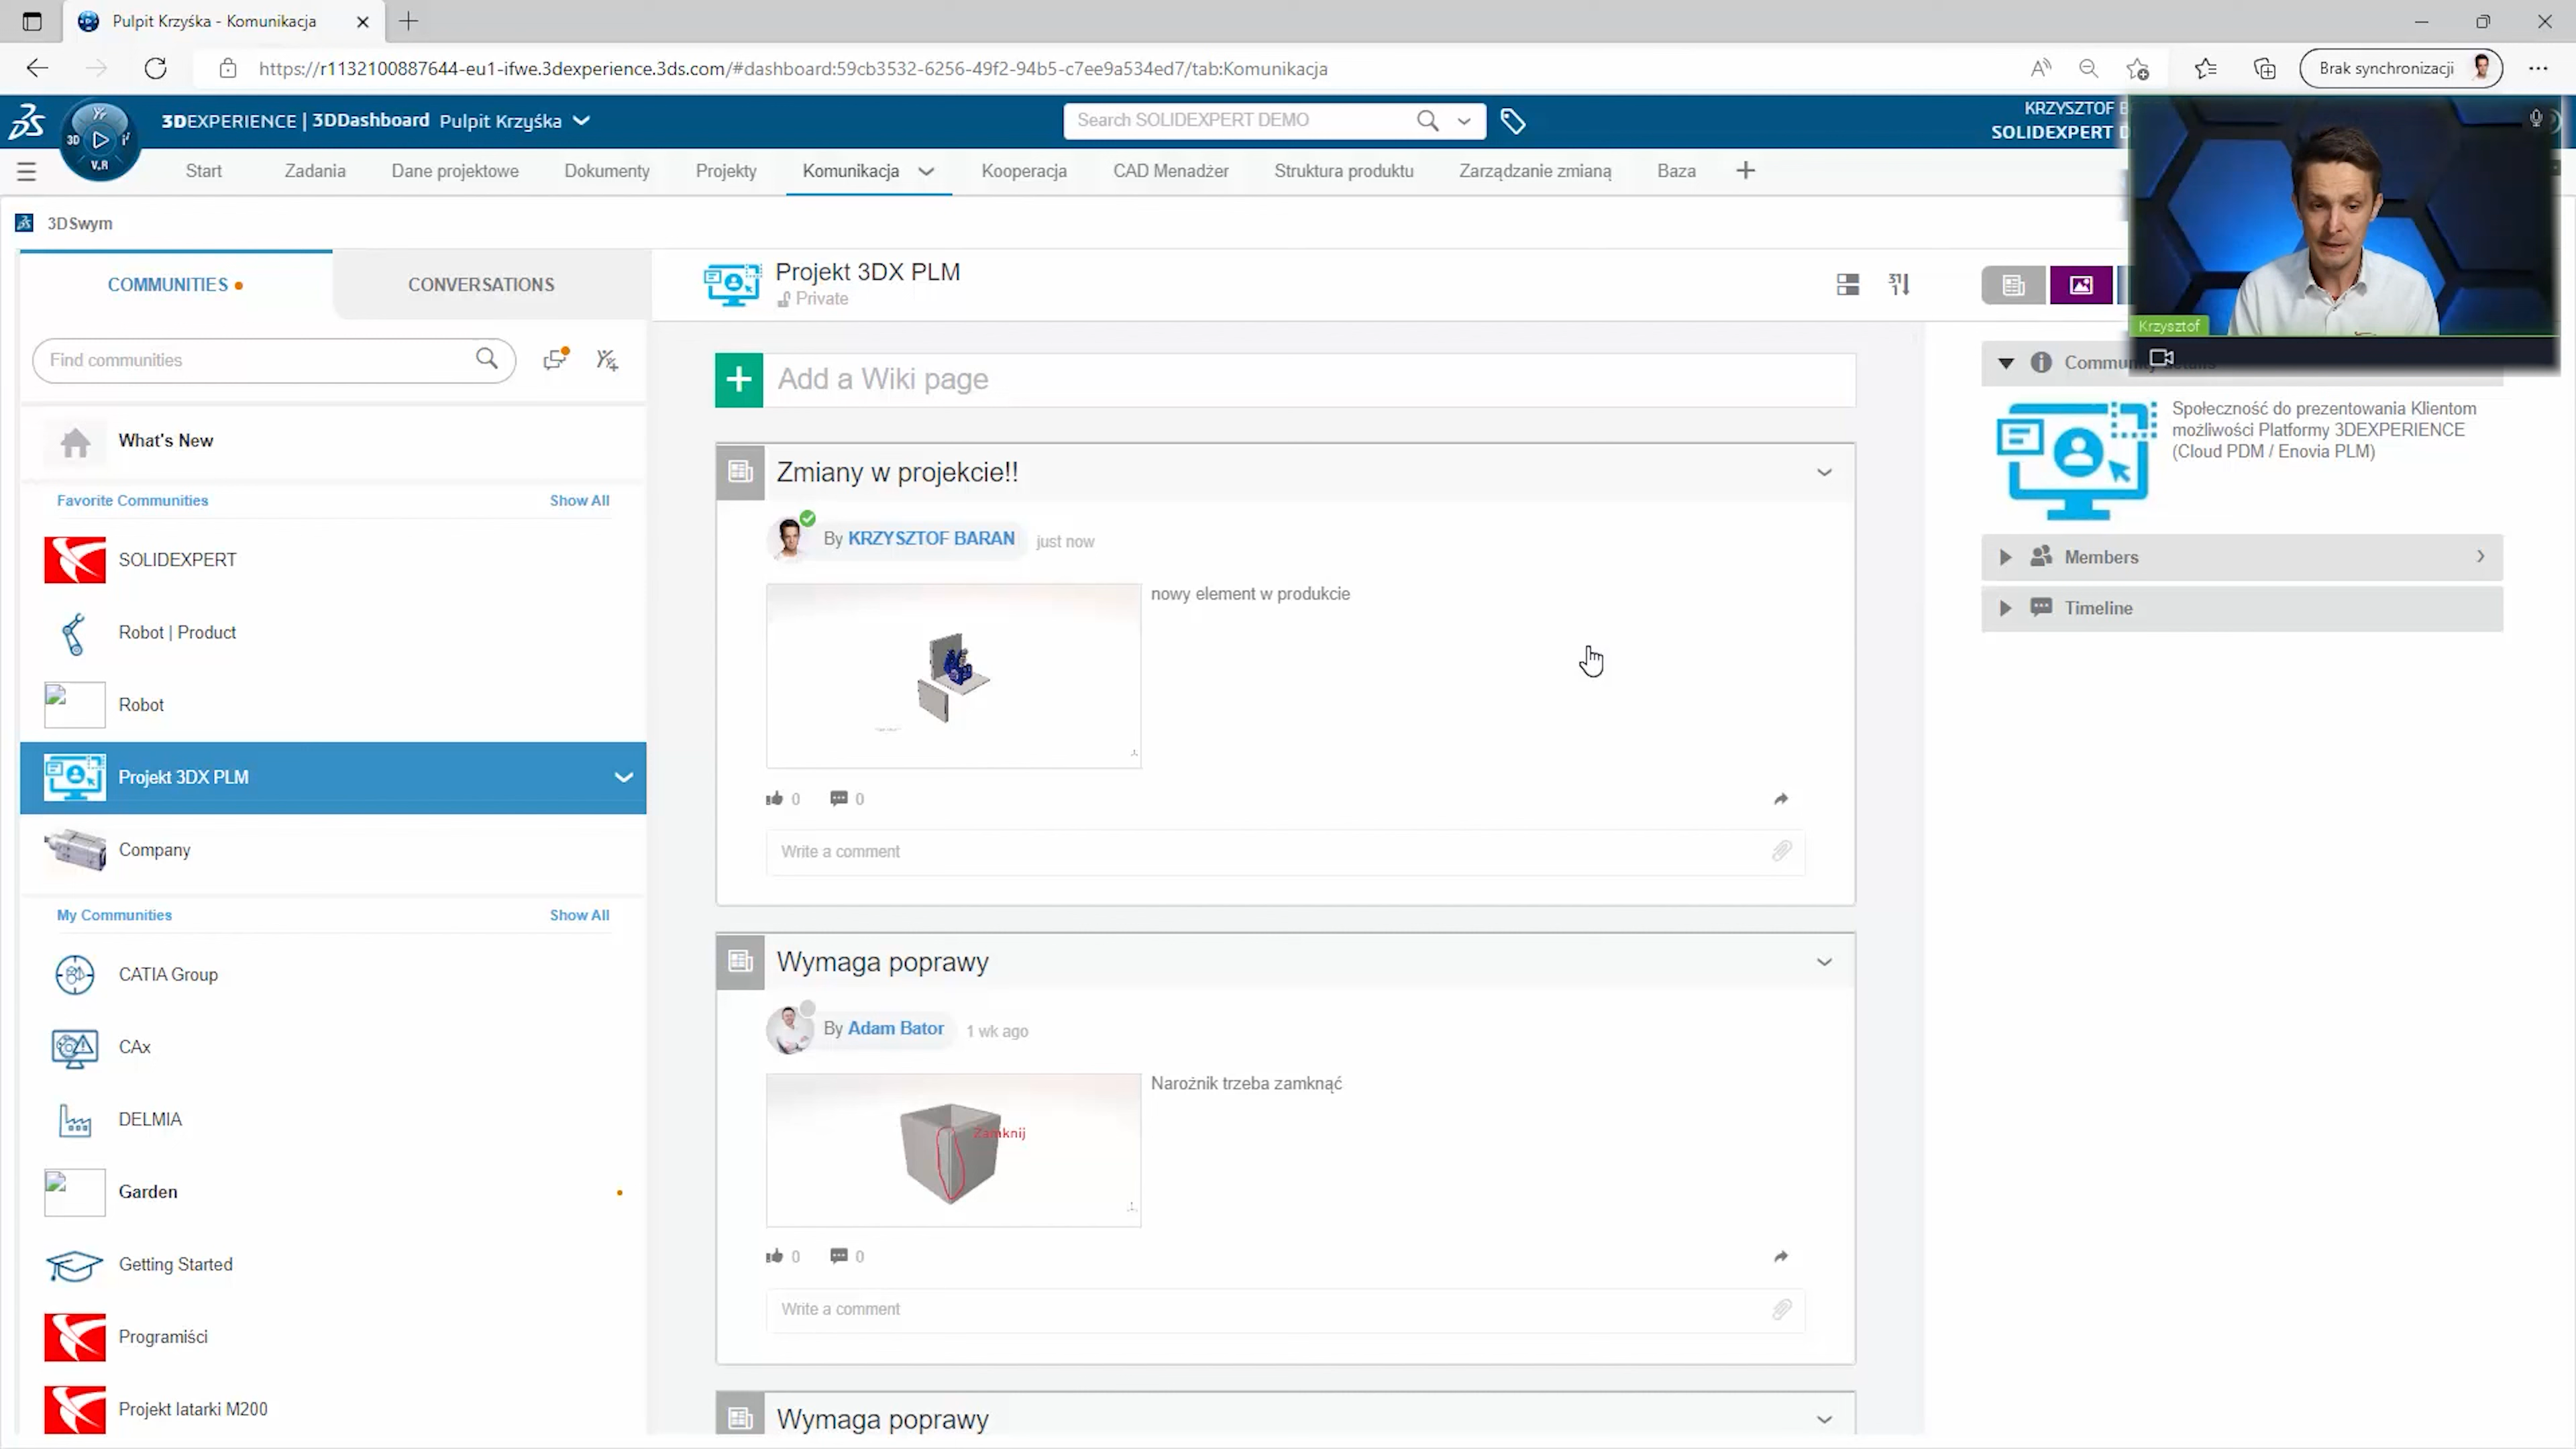 Pulpit Krzyśka - Komunikacja
https://r1132100887644-eu1-ifwe.3dexperience.3ds.com/#dashboard:59cb3532-6256-49f2-94b5-c7ee9a534ed7/tab:Komunikacja
Brak synchronizacji
3D
V.R
3DEXPERIENCE | 3DDashboard Pulpit Krzyśka
Search SOLIDEXPERT DEMO
KRZYSZTOF
SOLIDEXPERT
Start
Zadania
Dane projektowe
Dokumenty
Projekty
Komunikacja
Kooperacja
CAD Menadżer
Struktura produktu
Zarządzanie zmianą
Baza
Krzysztof
3DSwym
COMMUNITIES
CONVERSATIONS
Find communities
What's New
Favorite Communities
Show All
SOLIDEXPERT
Robot | Product
Robot
Projekt 3DX PLM
Company
My Communities
Show All
CATIA Group
CAx
DELMIA
Garden
Getting Started
Programiści
Projekt latarki M200
Projekt 3DX PLM
Private
31
Add a Wiki page
Zmiany w projekcie!!
By KRZYSZTOF BARAN just now
nowy element w produkcie
0 0
Write a comment
Wymaga poprawy
By Adam Bator 1 wk ago
Zamknij
Narożnik trzeba zamknąć
0 0
Write a comment
Wymaga poprawy
Społeczność do prezentowania Klientom
możliwości Platformy 3DEXPERIENCE
(Cloud PDM / Enovia PLM)
Members
Timeline